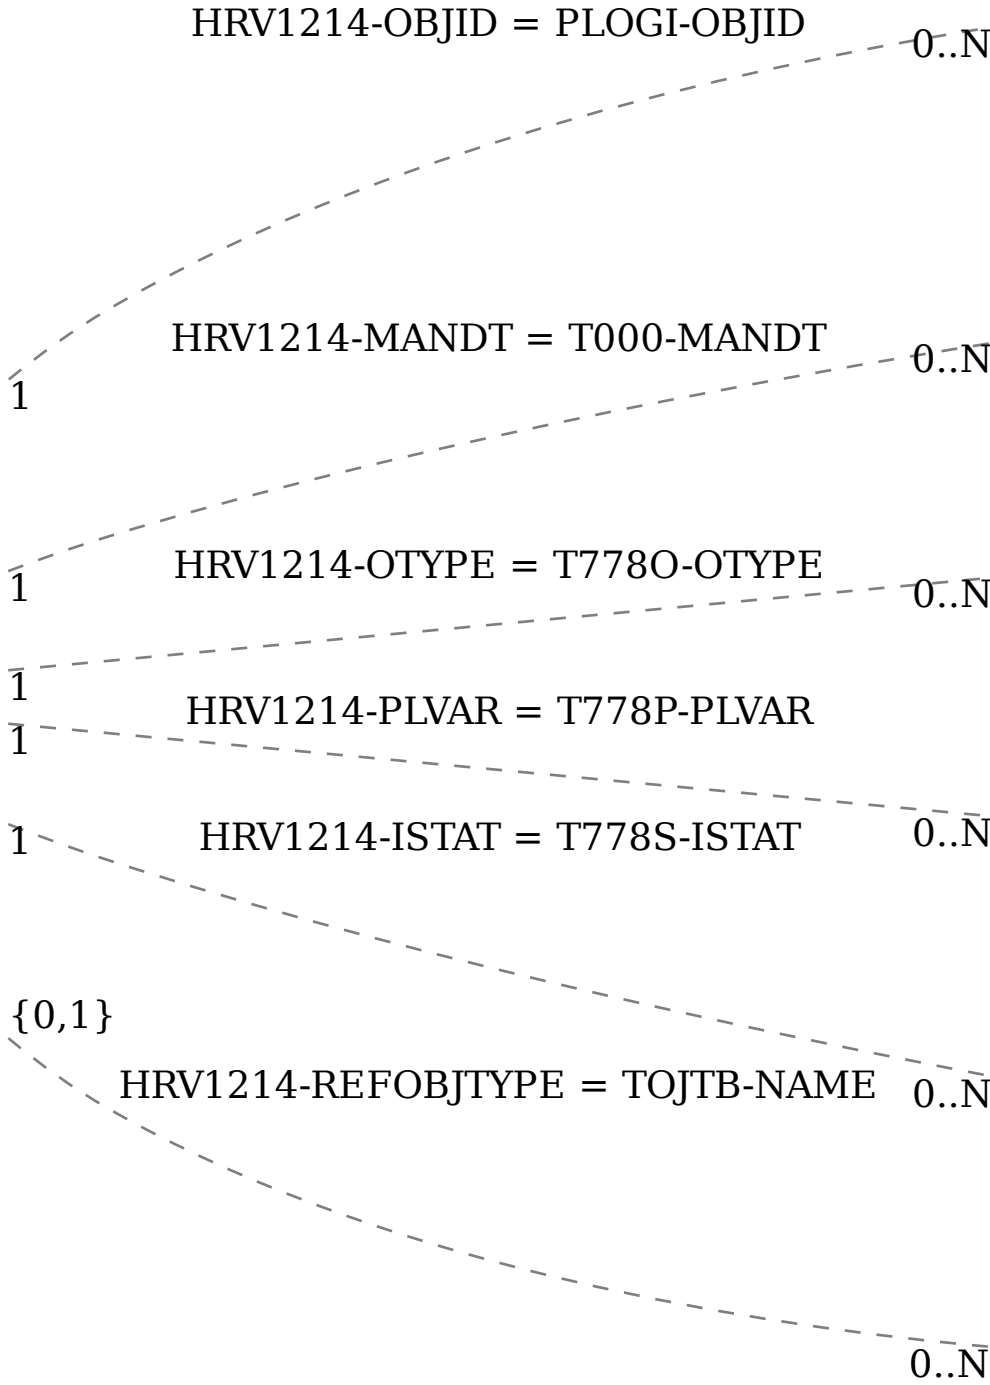 HRV1214-OBJID = PLOGI-OBJID
0..N
HRV1214-MANDT = T000-MANDT
0..N
1
HRV1214-OTYPE = T778O-OTYPE
1
0..N
1
HRV1214-PLVAR = T778P-PLVAR
1
HRV1214-ISTAT = T778S-ISTAT
0..N
1
{0,1}
HRV1214-REFOBJTYPE = TOJTB-NAME
0..N
0..N